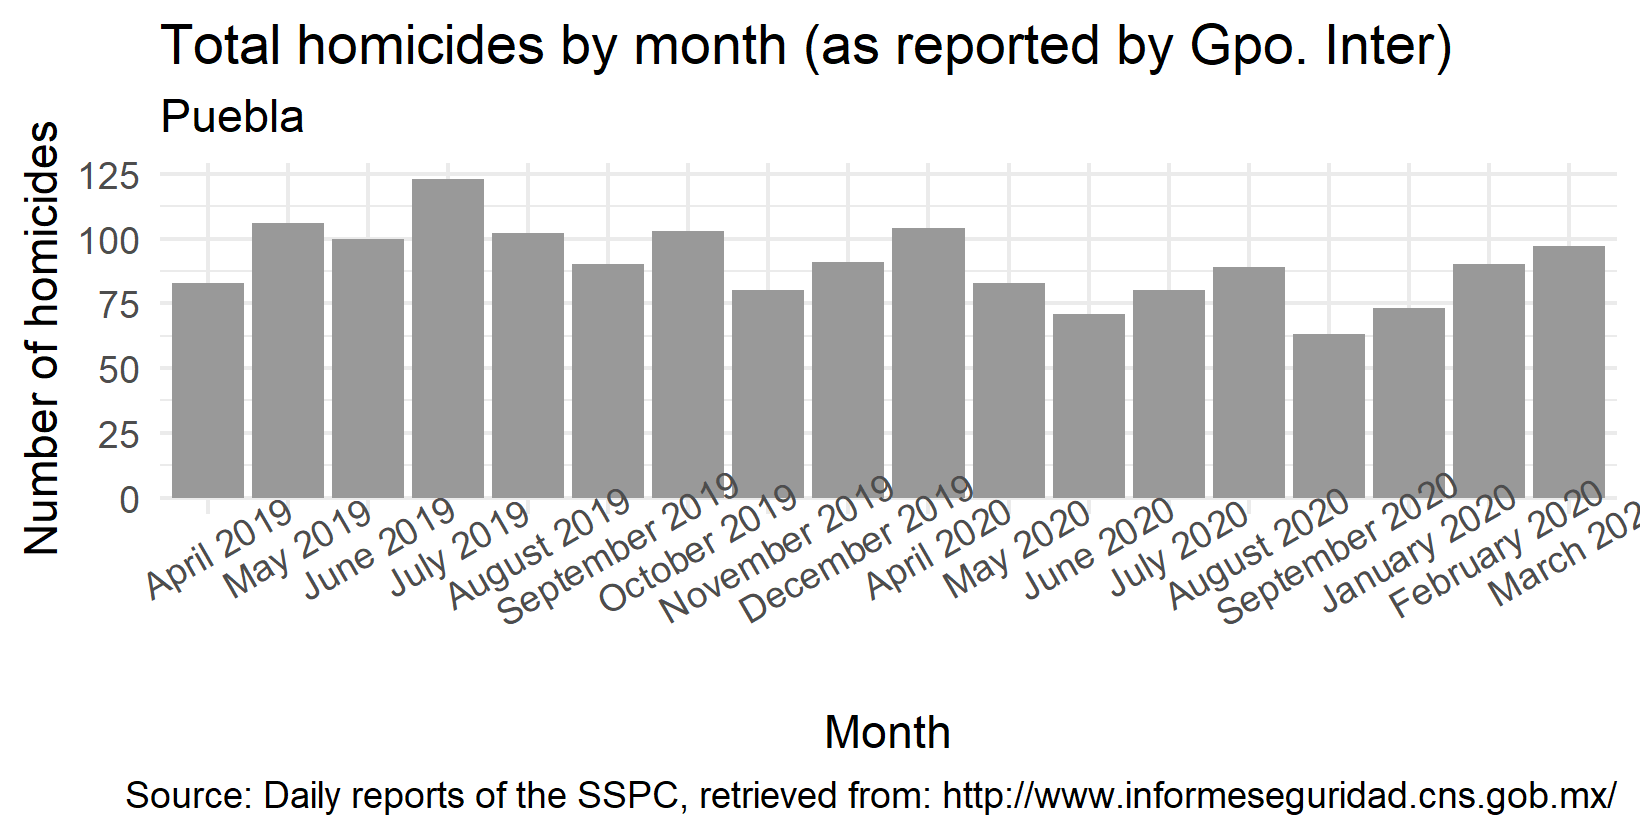 Total homicides by month (as reported by Gpo. Inter)
Puebla
Number of homicides
125
100
75
50
25
0
April 2019
May 2019
June 2019
July 2019
August 2019
September 2019
October 2019
November 2019
December 2019
April 2020
May 2020
June 2020
July 2020
August 2020
September 2020
January 2020
February 2020
March 202
Month
Source: Daily reports of the SSPC, retrieved from: http://www.informeseguridad.cns.gob.mx/